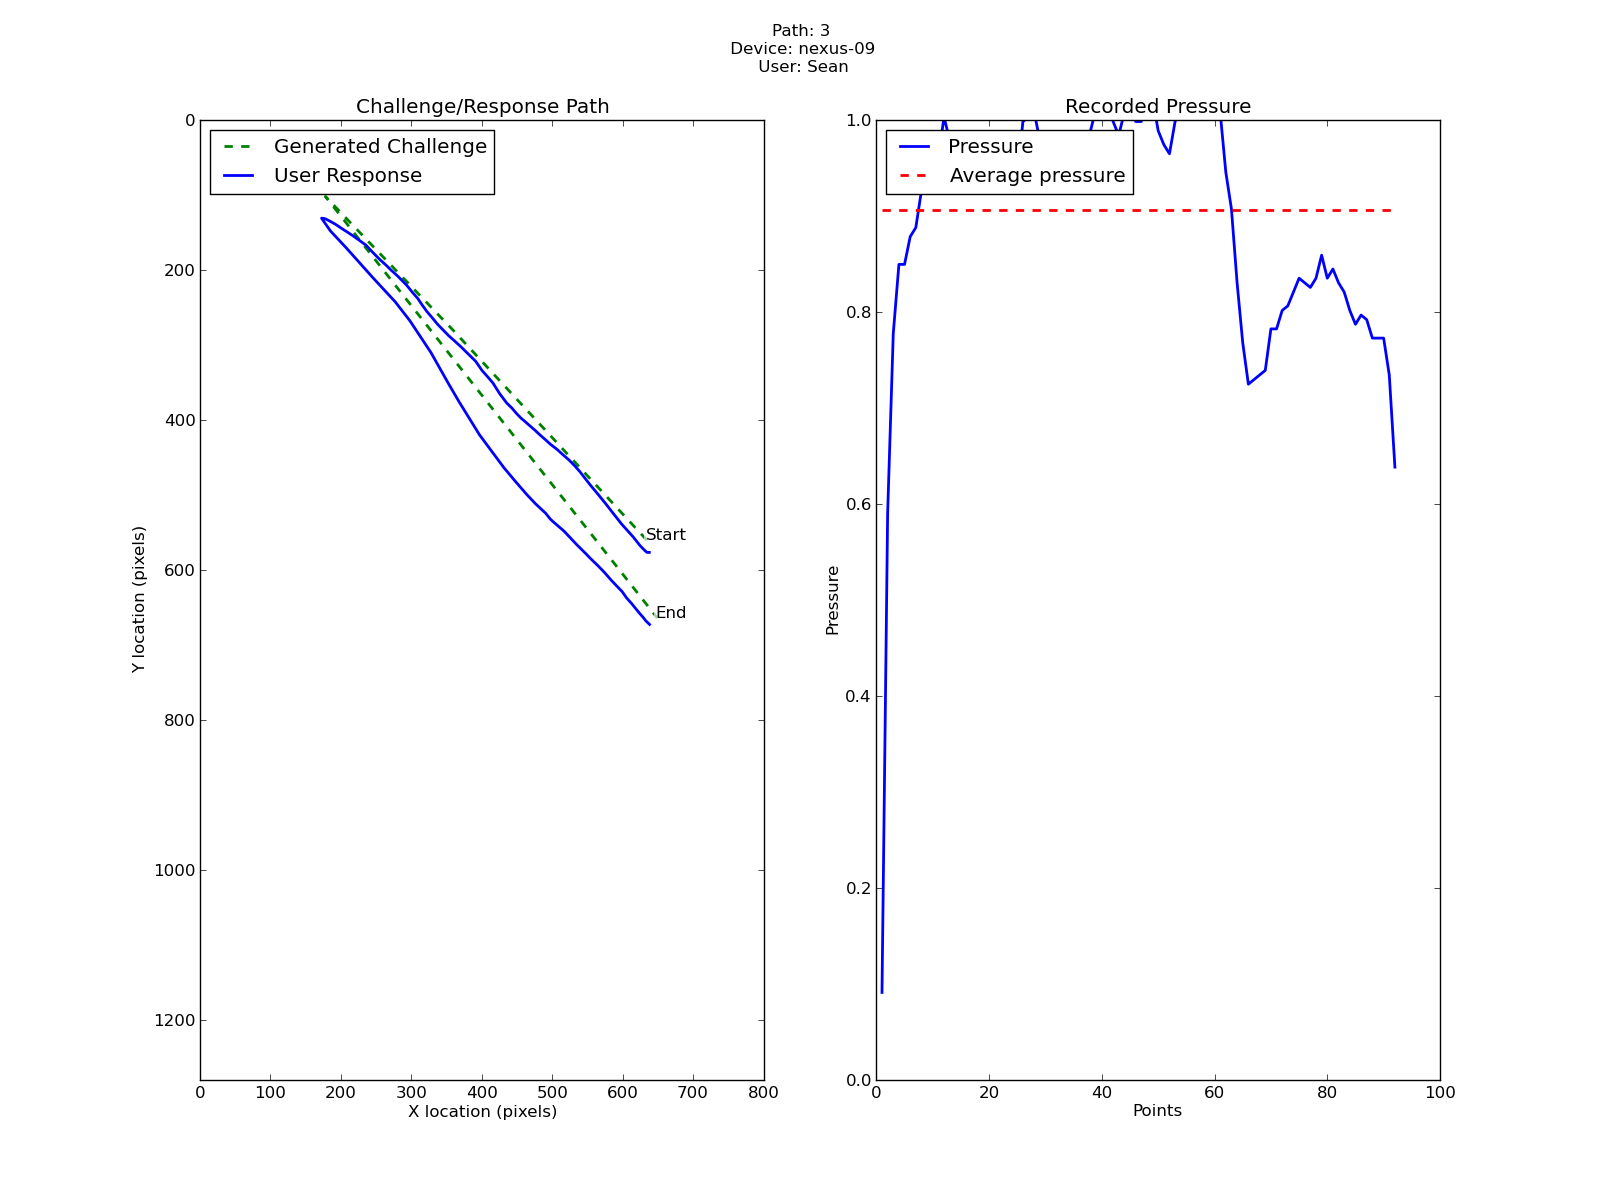 Path: 3
Device: nexus-09
User: Sean
Challenge/Response Path
Generated Challenge
User Response
Start
End
0
200
400
600
800
1000
1200
Y location (pixels)
0 100 200 300 400 500 600 700 800
X location (pixels)
Recorded Pressure
Pressure
Average pressure
1.0
0.8
0.6
0.4
0.2
0.0
Pressure
0 20 40 60 80 100
Points